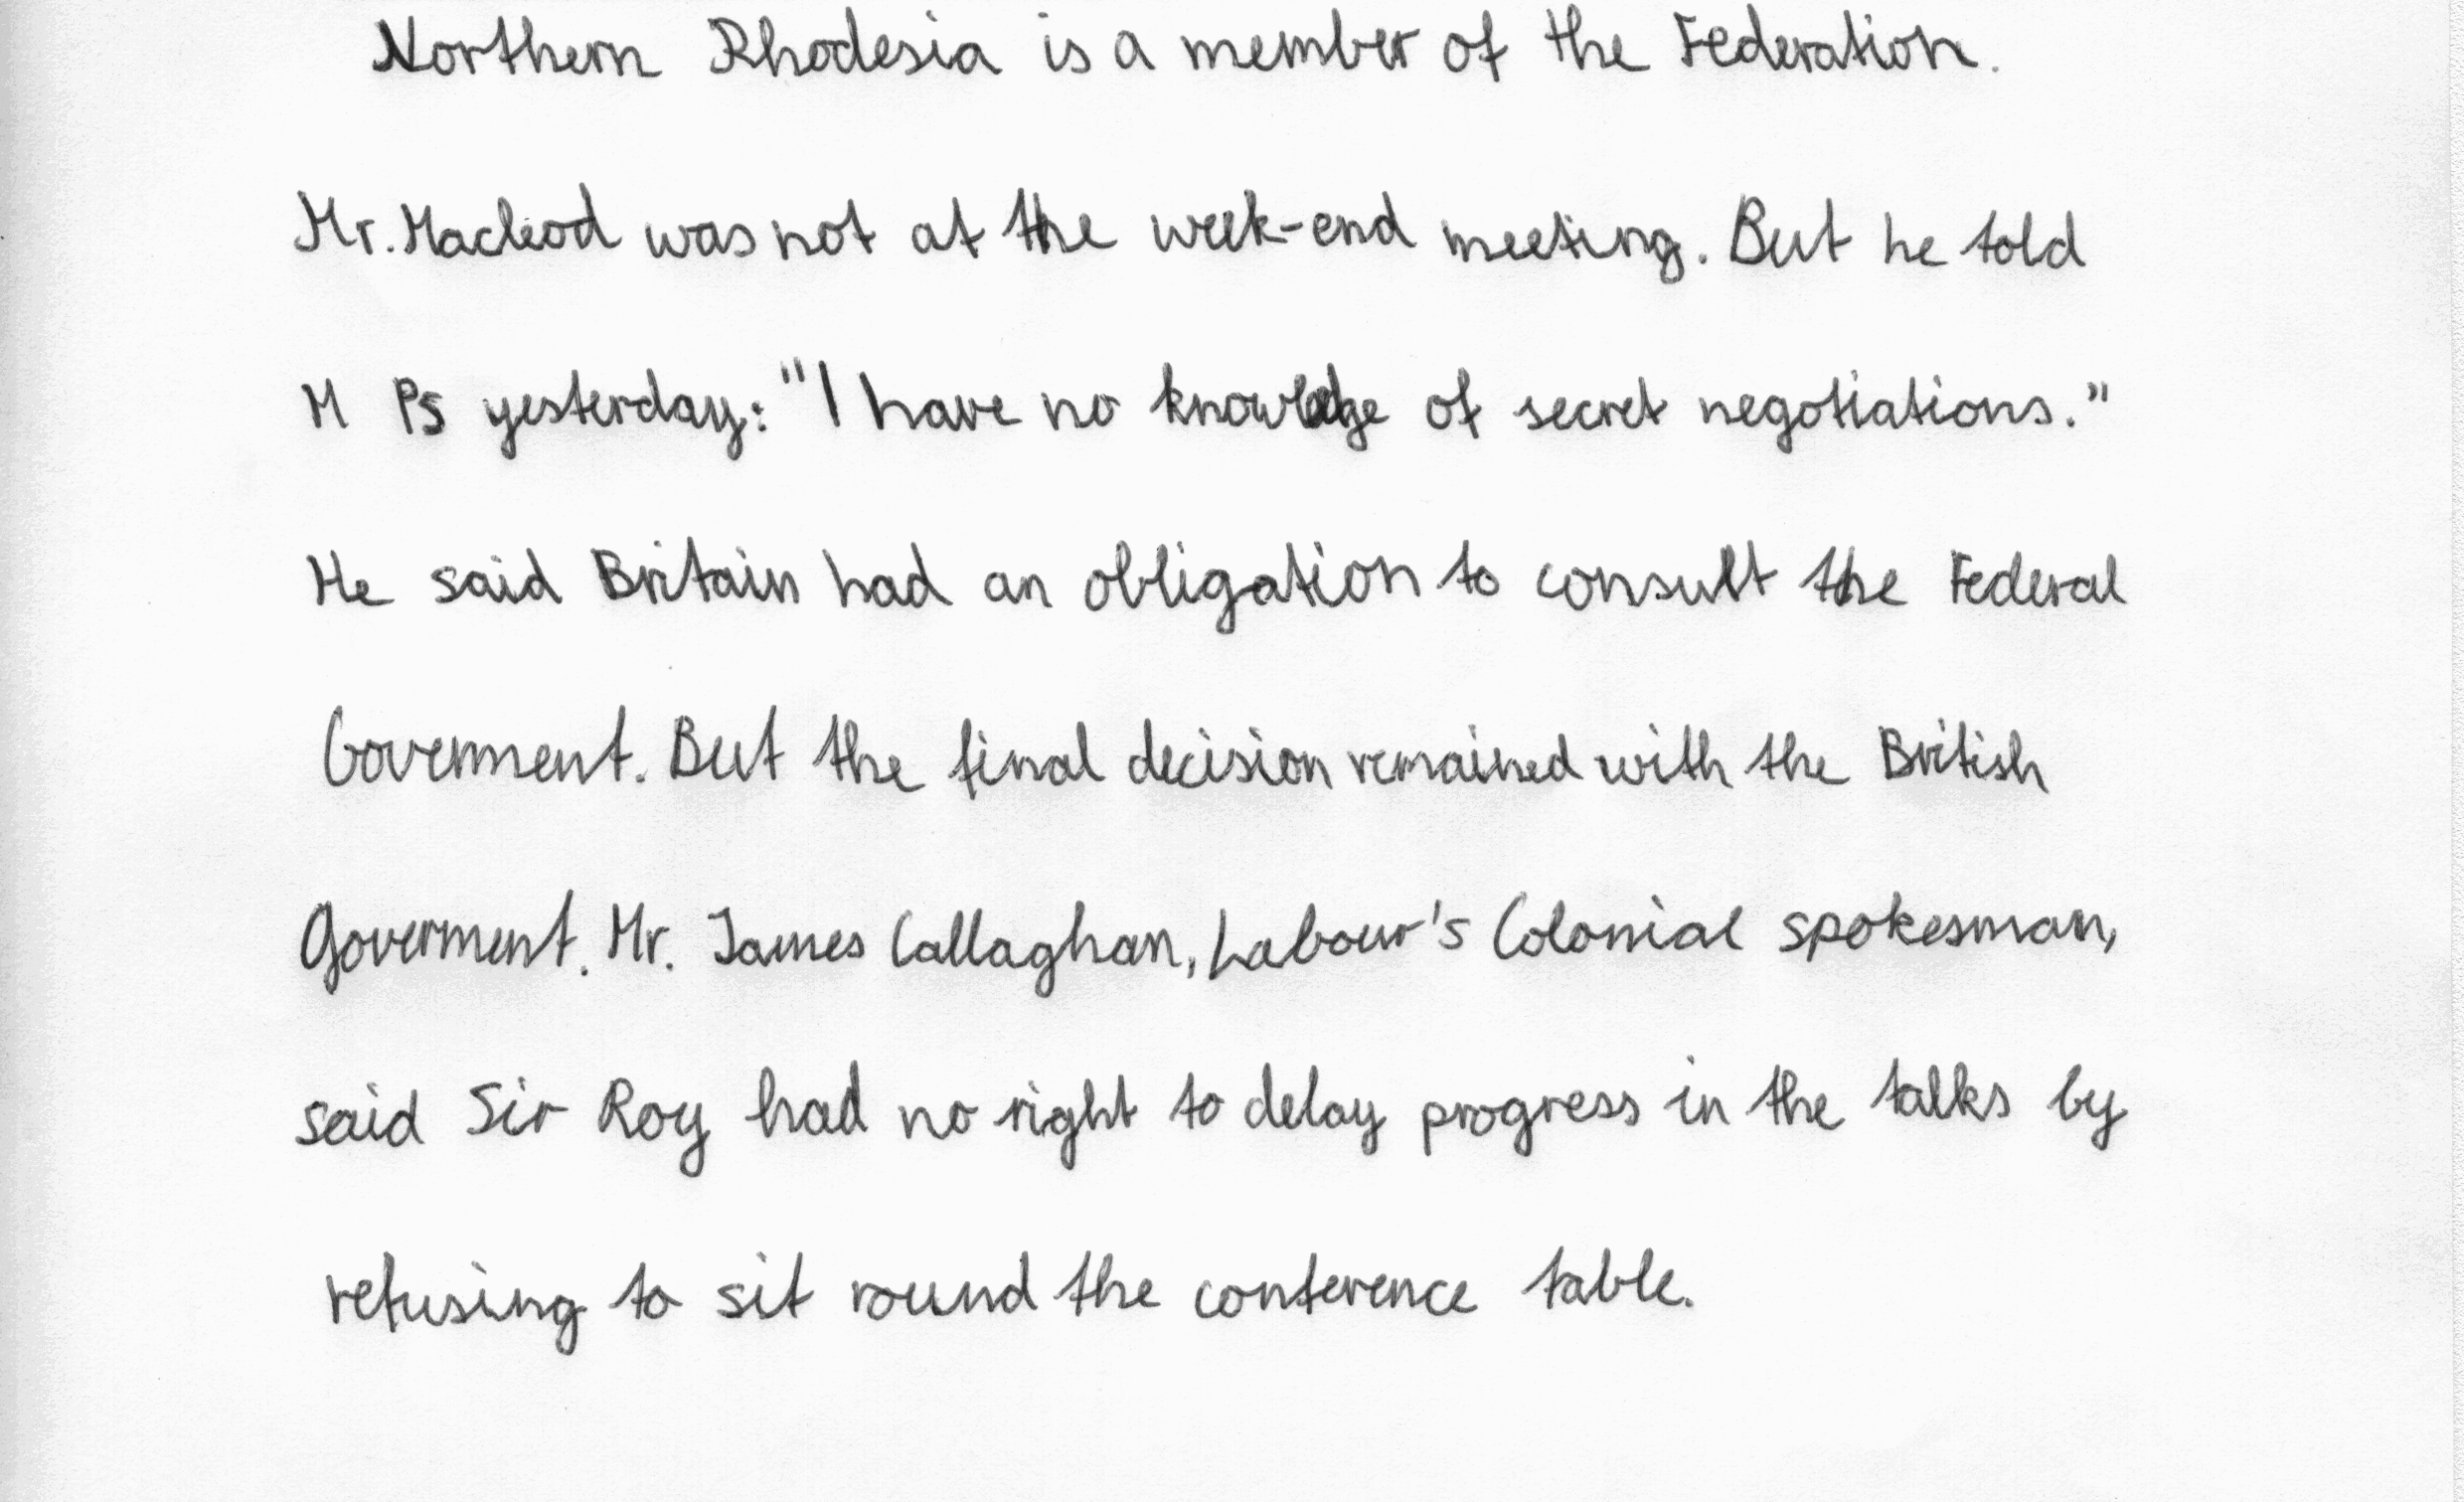 Northern Rhodesia is a member of the Federation.
Mr. Macleod was not at the week-end meeting. But he told
M Ps yesterday: "I have no knowledge of secret negotiations."
He said Britain had an obligation to consult the Federal
Government. But the final decision remained with the British
Goverment. Mr. James Callaghan, Labour's Colonial spokesman,
said Sir Roy had no right to delay progress in the talks by
refusing to sit round the conference table.